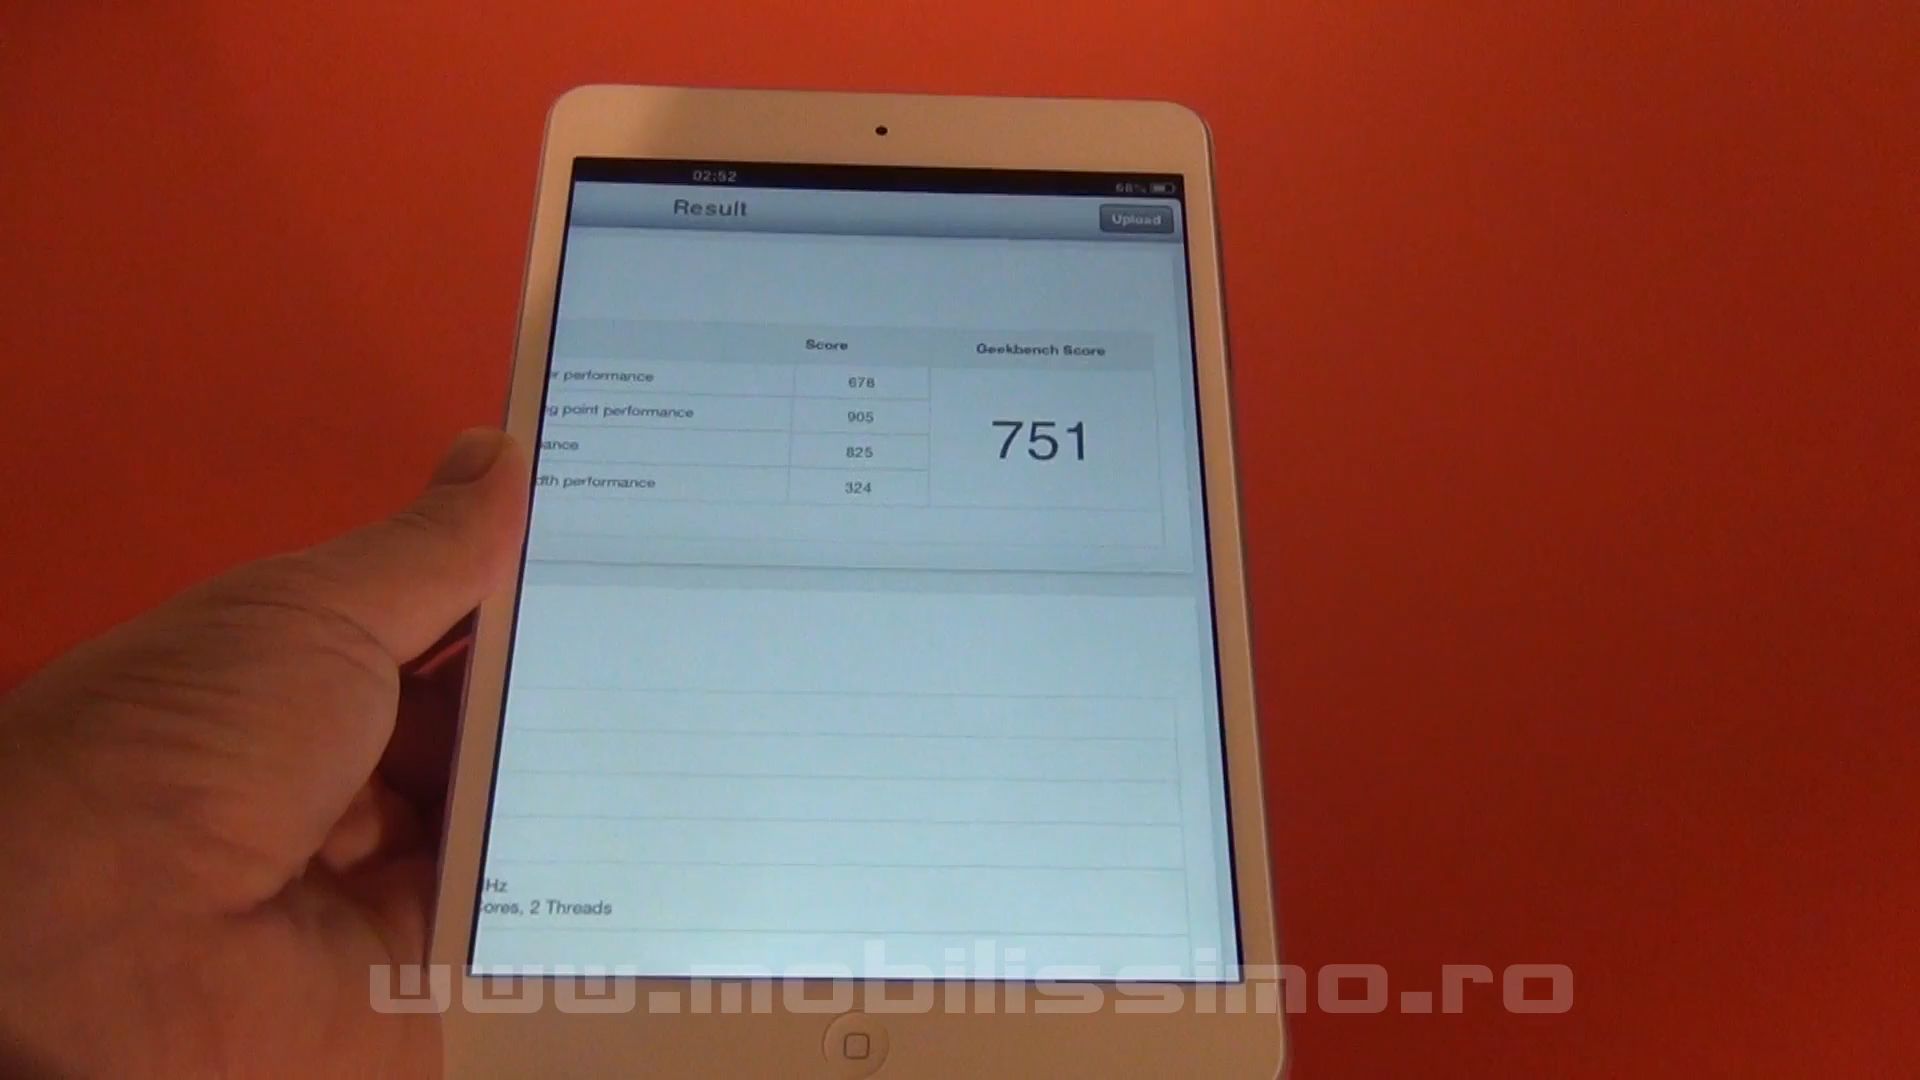 02:52
68%
Result
Upload
Score
Geekbench Score
r performance
678
g point performance
905
751
ance
825
dth performance
324
Hz
ores, 2 Threads
www.mobilissimo.ro